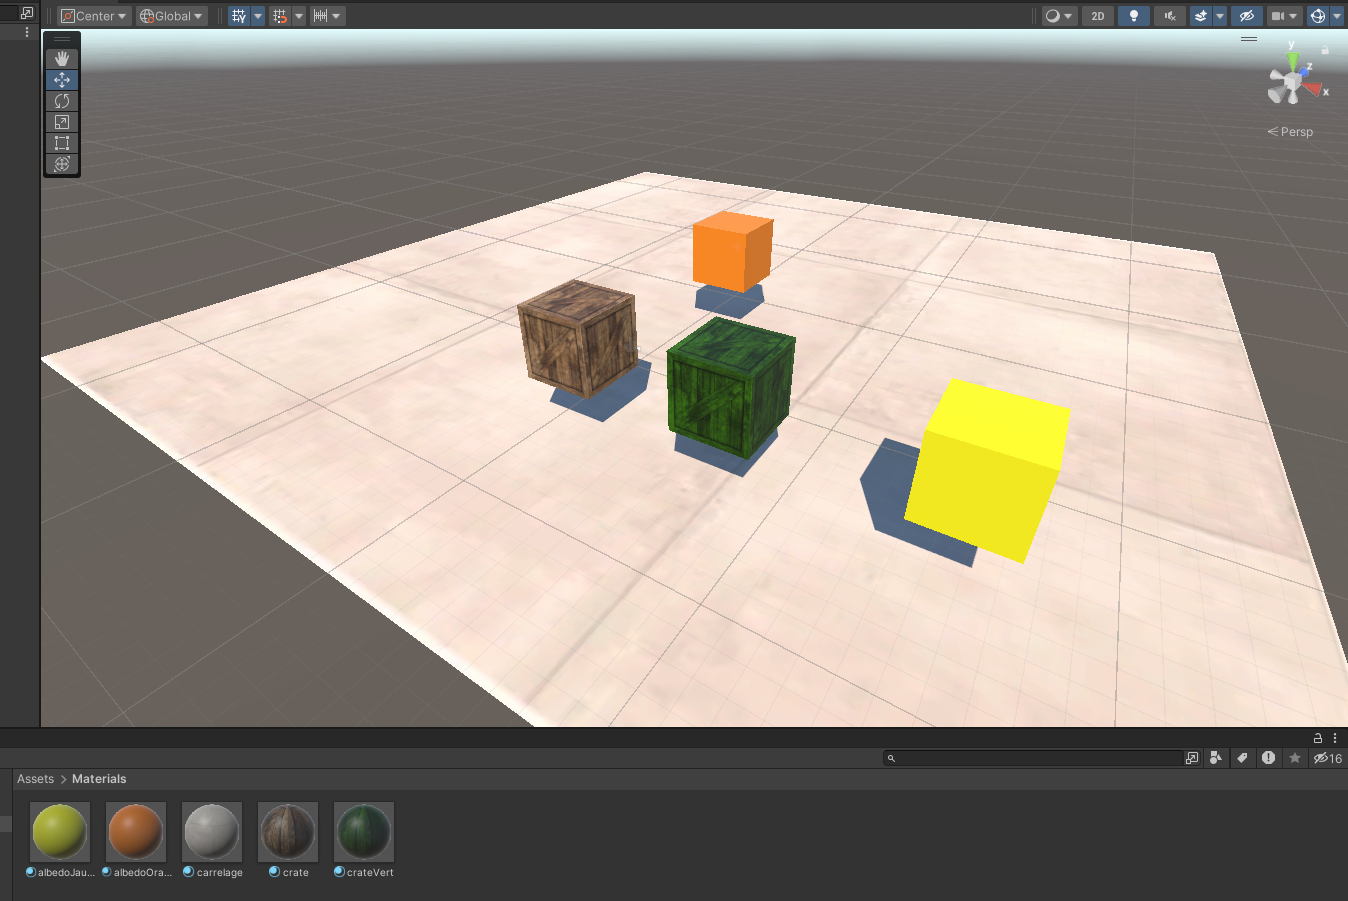 Center Global 2D
y
z
x
Persp
16
Assets > Materials
albedoJau... albedoOra... carrelage crate crateVert